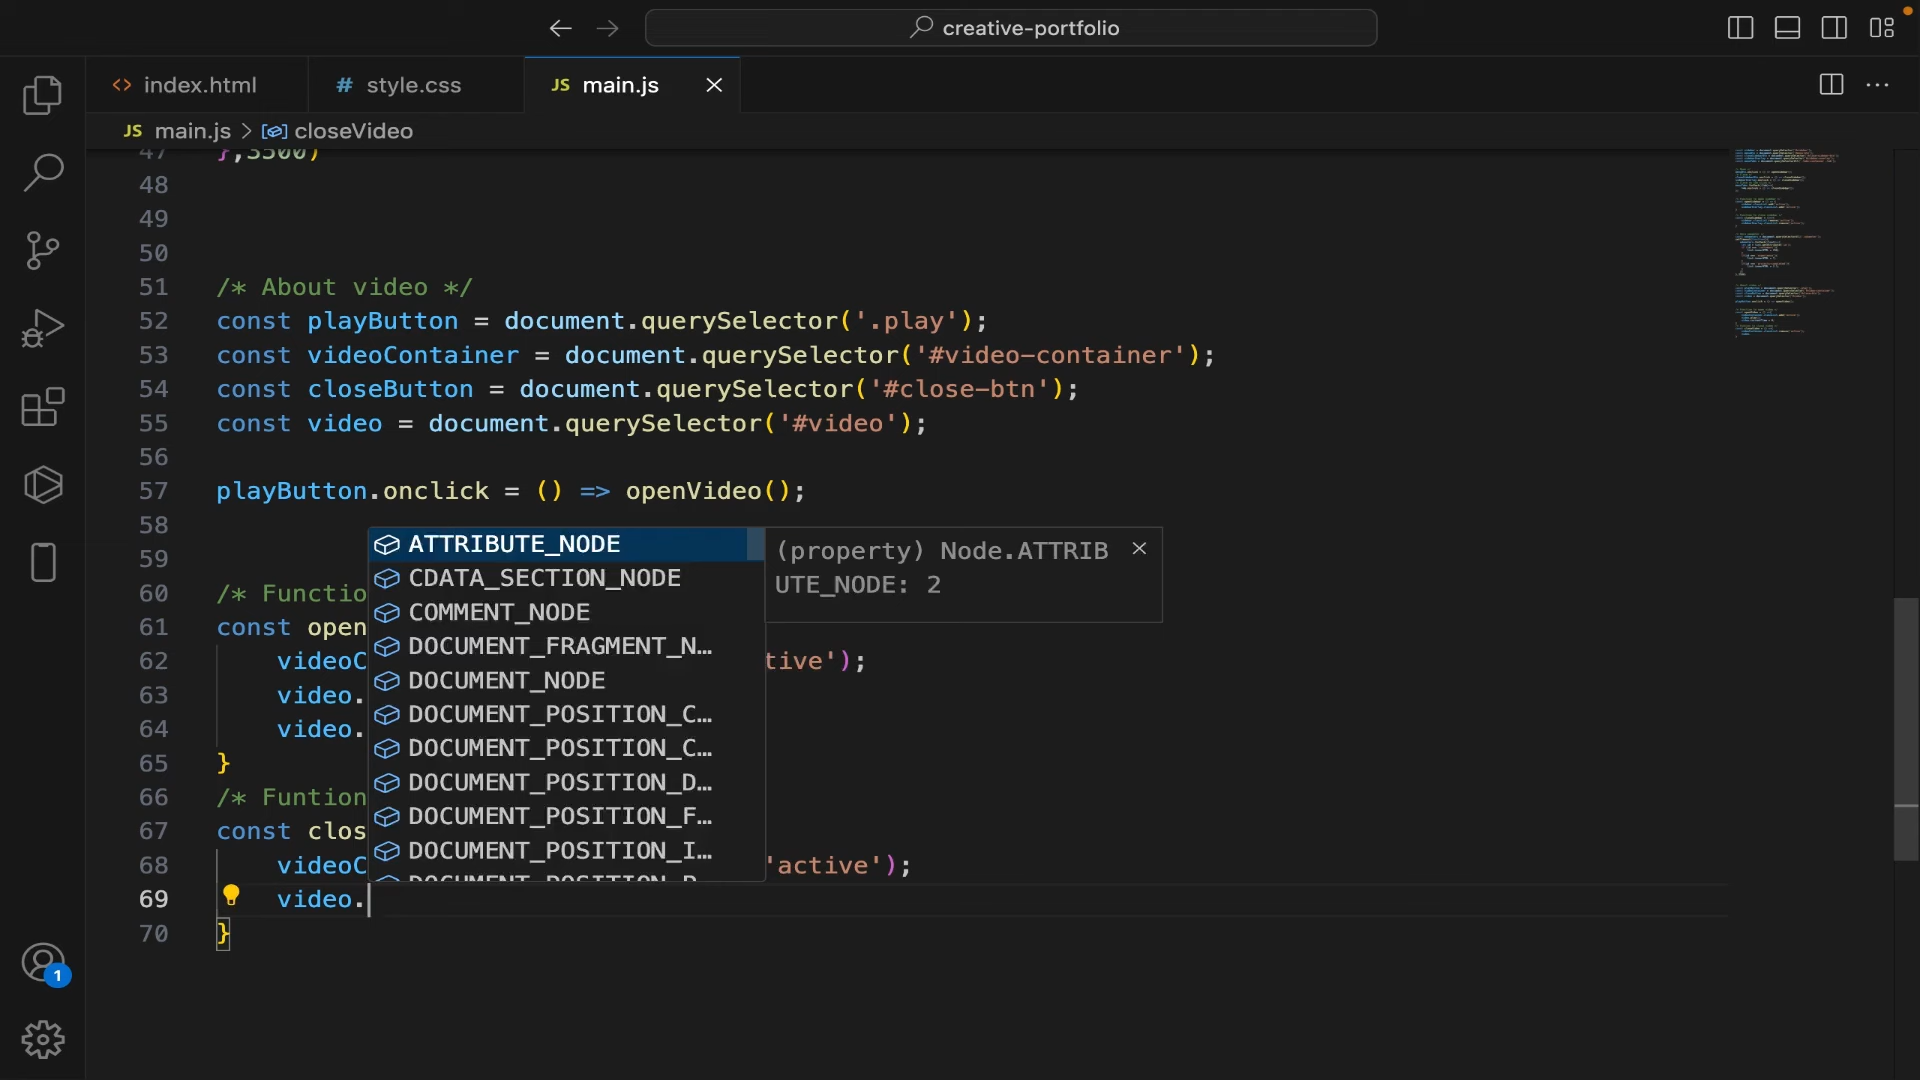 creative-portfolio
index.html
style.css
JS main.js
JS main.js > closeVideo
47 },3500)
48
49
50
51 /* About video */
52 const playButton = document.querySelector('.play');
53 const videoContainer = document.querySelector('#video-container');
54 const closeButton = document.querySelector('#close-btn');
55 const video = document.querySelector('#video');
56
57 playButton.onclick = () => openVideo();
58
ATTRIBUTE_NODE
(property) Node.ATTRIB
UTE_NODE: 2
59
CDATA_SECTION_NODE
60 /* Functio
COMMENT_NODE
61 const open
DOCUMENT_FRAGMENT_N…
62 videoC
tive');
DOCUMENT_NODE
63 video.
DOCUMENT_POSITION_C…
64 video.
DOCUMENT_POSITION_C…
65 }
DOCUMENT_POSITION_D…
66 /* Funtion
DOCUMENT_POSITION_F…
67 const clos
DOCUMENT_POSITION_I…
68 videoC
'active');
69 video.
70 }
1